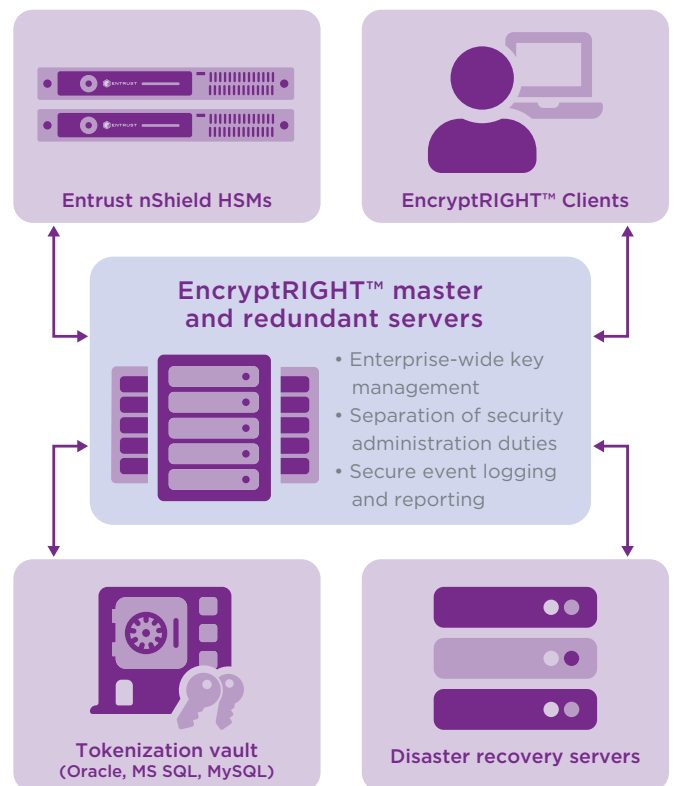 ENTRUST
ENTRUST
Entrust nShield HSMs
EncryptRIGHT™ Clients
EncryptRIGHT™ master
and redundant servers
• Enterprise-wide key
management
• Separation of security
administration duties
• Secure event logging
and reporting
Tokenization vault
(Oracle, MS SQL, MySQL)
Disaster recovery servers